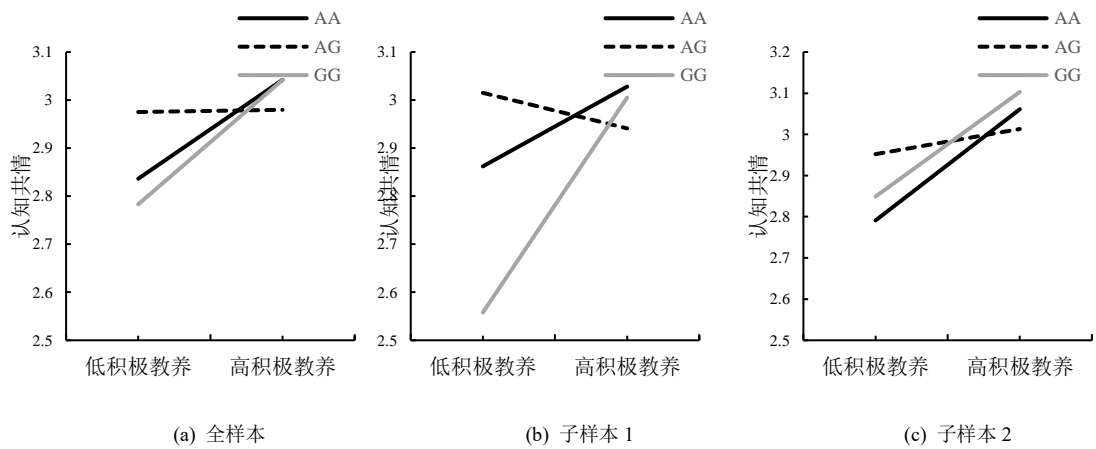 AA
AG
GG
3.1
3
2.9
2.8
2.7
2.6
2.5
认知共情
低积极教养
高积极教养
(a) 全样本
AA
AG
GG
3.1
3
2.9
2.8
2.7
2.6
2.5
认知共情
低积极教养
高积极教养
(b) 子样本 1
AA
AG
GG
3.2
3.1
3
2.9
2.8
2.7
2.6
2.5
认知共情
低积极教养
高积极教养
(c) 子样本 2